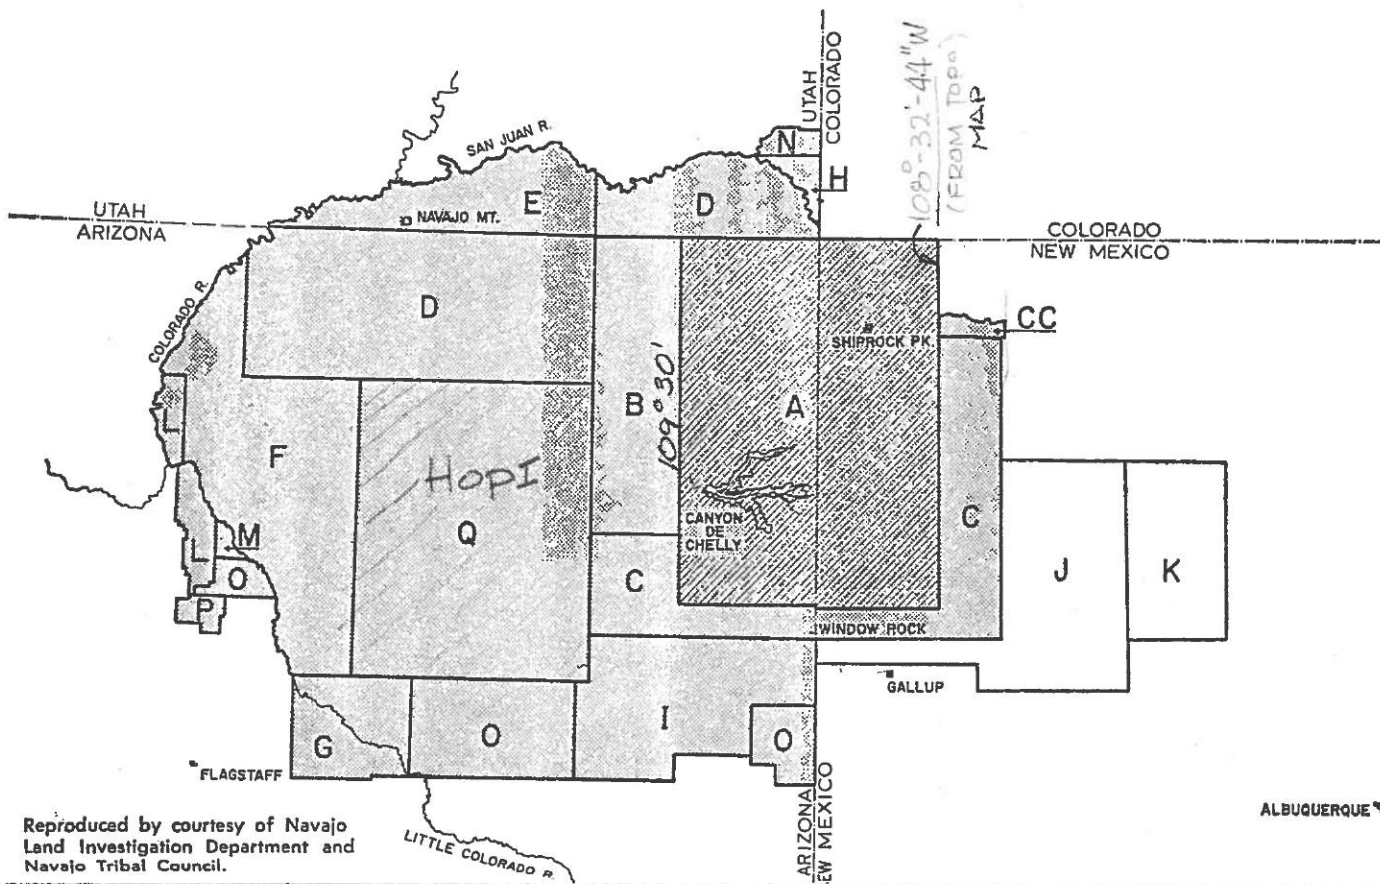 UTAH
COLORADO
108°-32'-44"W
(FROM TOPO)
MAP
N
SAN JUAN R.
H
E
D
NAVAJO MT.
UTAH
ARIZONA
COLORADO
NEW MEXICO
COLORADO R.
D
CC
SHIPROCK PK.
B
109°30'
A
L
F
HOPI
Q
C
CANYON
DE
CHELLY
J
K
L
M
O
C
P
WINDOW ROCK
GALLUP
G
O
I
O
FLAGSTAFF
ARIZONA
NEW MEXICO
ALBUQUERQUE
LITTLE COLORADO R.
Reproduced by courtesy of Navajo
Land Investigation Department and
Navajo Tribal Council.